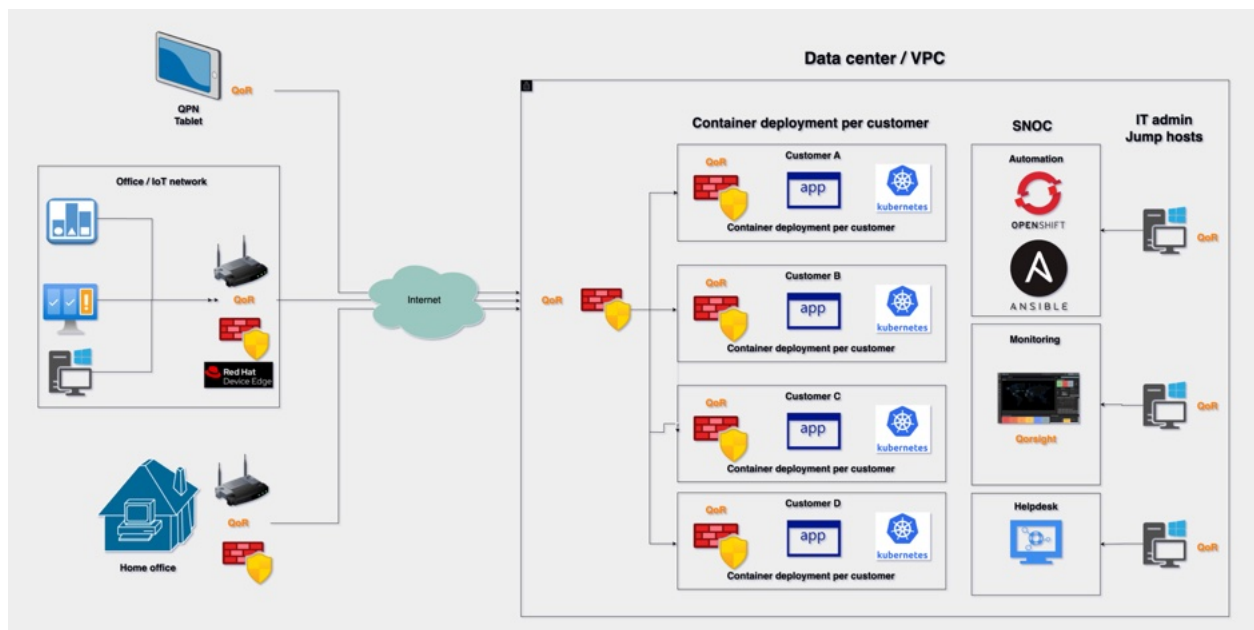 Data center / VPC
QoR
QPN
Tablet
Office / IoT network
QoR
Red Hat
Device Edge
QoR
Home office
Internet
QoR
Container deployment per customer
QoR
Customer A
app
kubernetes
Container deployment per customer
QoR
Customer B
app
kubernetes
Container deployment per customer
QoR
Customer C
app
kubernetes
Container deployment per customer
QoR
Customer D
app
kubernetes
Container deployment per customer
SNOC
Automation
OPENSHIFT
ANSIBLE
Monitoring
Qorsight
Helpdesk
IT admin
Jump hosts
QoR
QoR
QoR